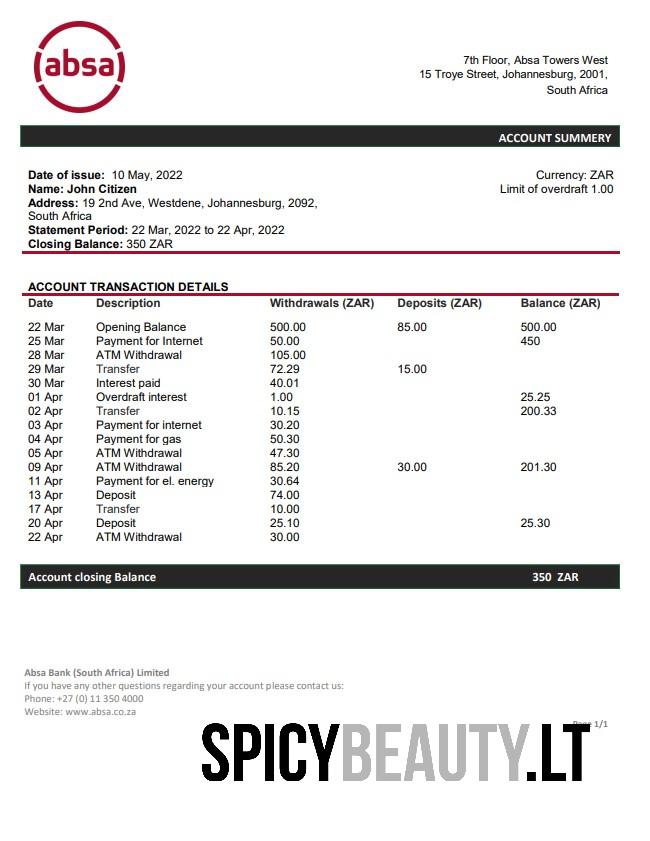 absa
7th Floor, Absa Towers West
15 Troye Street, Johannesburg, 2001,
South Africa
ACCOUNT SUMMERY
Date of issue: 10 May, 2022
Currency: ZAR
Name: John Citizen
Limit of overdraft 1.00
Address: 19 2nd Ave, Westdene, Johannesburg, 2092,
South Africa
Statement Period: 22 Mar, 2022 to 22 Apr, 2022
Closing Balance: 350 ZAR
ACCOUNT TRANSACTION DETAILS
Date Description Withdrawals (ZAR) Deposits (ZAR) Balance (ZAR)
22 Mar Opening Balance 500.00 85.00 500.00
25 Mar Payment for Internet 50.00 450
28 Mar ATM Withdrawal 105.00
29 Mar Transfer 72.29 15.00
30 Mar Interest paid 40.01
01 Apr Overdraft interest 1.00 25.25
02 Apr Transfer 10.15 200.33
03 Apr Payment for internet 30.20
04 Apr Payment for gas 50.30
05 Apr ATM Withdrawal 47.30
09 Apr ATM Withdrawal 85.20 30.00 201.30
11 Apr Payment for el. energy 30.64
13 Apr Deposit 74.00
17 Apr Transfer 10.00
20 Apr Deposit 25.10 25.30
22 Apr ATM Withdrawal 30.00
Account closing Balance 350 ZAR
Absa Bank (South Africa) Limited
If you have any other questions regarding your account please contact us:
Phone: +27 (0) 11 350 4000
Website: www.absa.co.za
Page 1/1
SPICYBEAUTY.LT